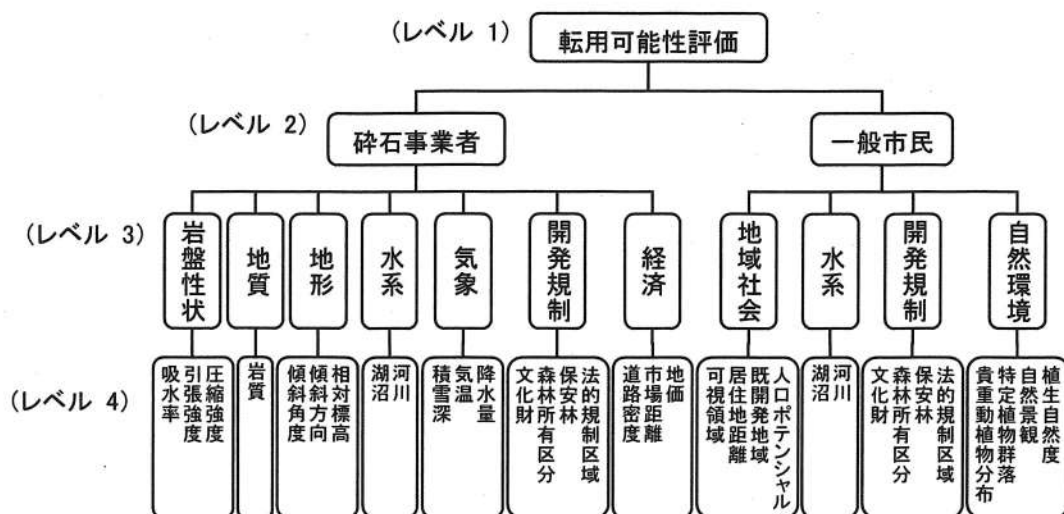 (レベル 1)
転用可能性評価
(レベル 2)
砕石事業者
一般市民
(レベル 3)
岩盤性状
地質
地形
水系
気象
開発規制
経済
地域社会
水系
開発規制
自然環境
(レベル 4)
圧縮強度
引張強度
吸水率
岩質
相対標高
傾斜方向
傾斜角度
河川
湖沼
降水量
気温
積雪深
法的規制区域
保安林
森林所有区分
文化財
地価
市場距離
道路密度
人口ポテンシャル
既開発地域
居住地距離
可視領域
河川
湖沼
法的規制区域
保安林
森林所有区分
文化財
植生自然度
自然景観
特定植物群落
貴重動植物分布